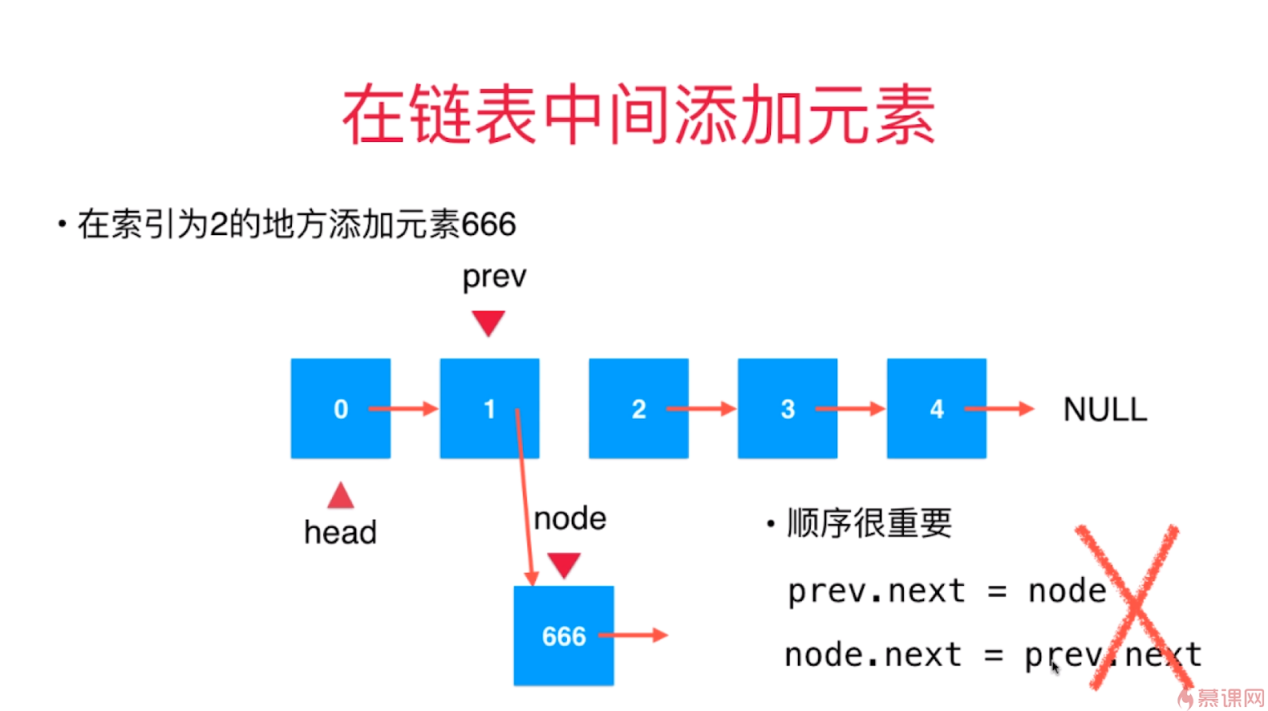 在链表中间添加元素
• 在索引为2的地方添加元素666
prev
0 1 2 3 4 NULL
head
node
666
• 顺序很重要
prev.next = node
node.next = prev.next
慕课网